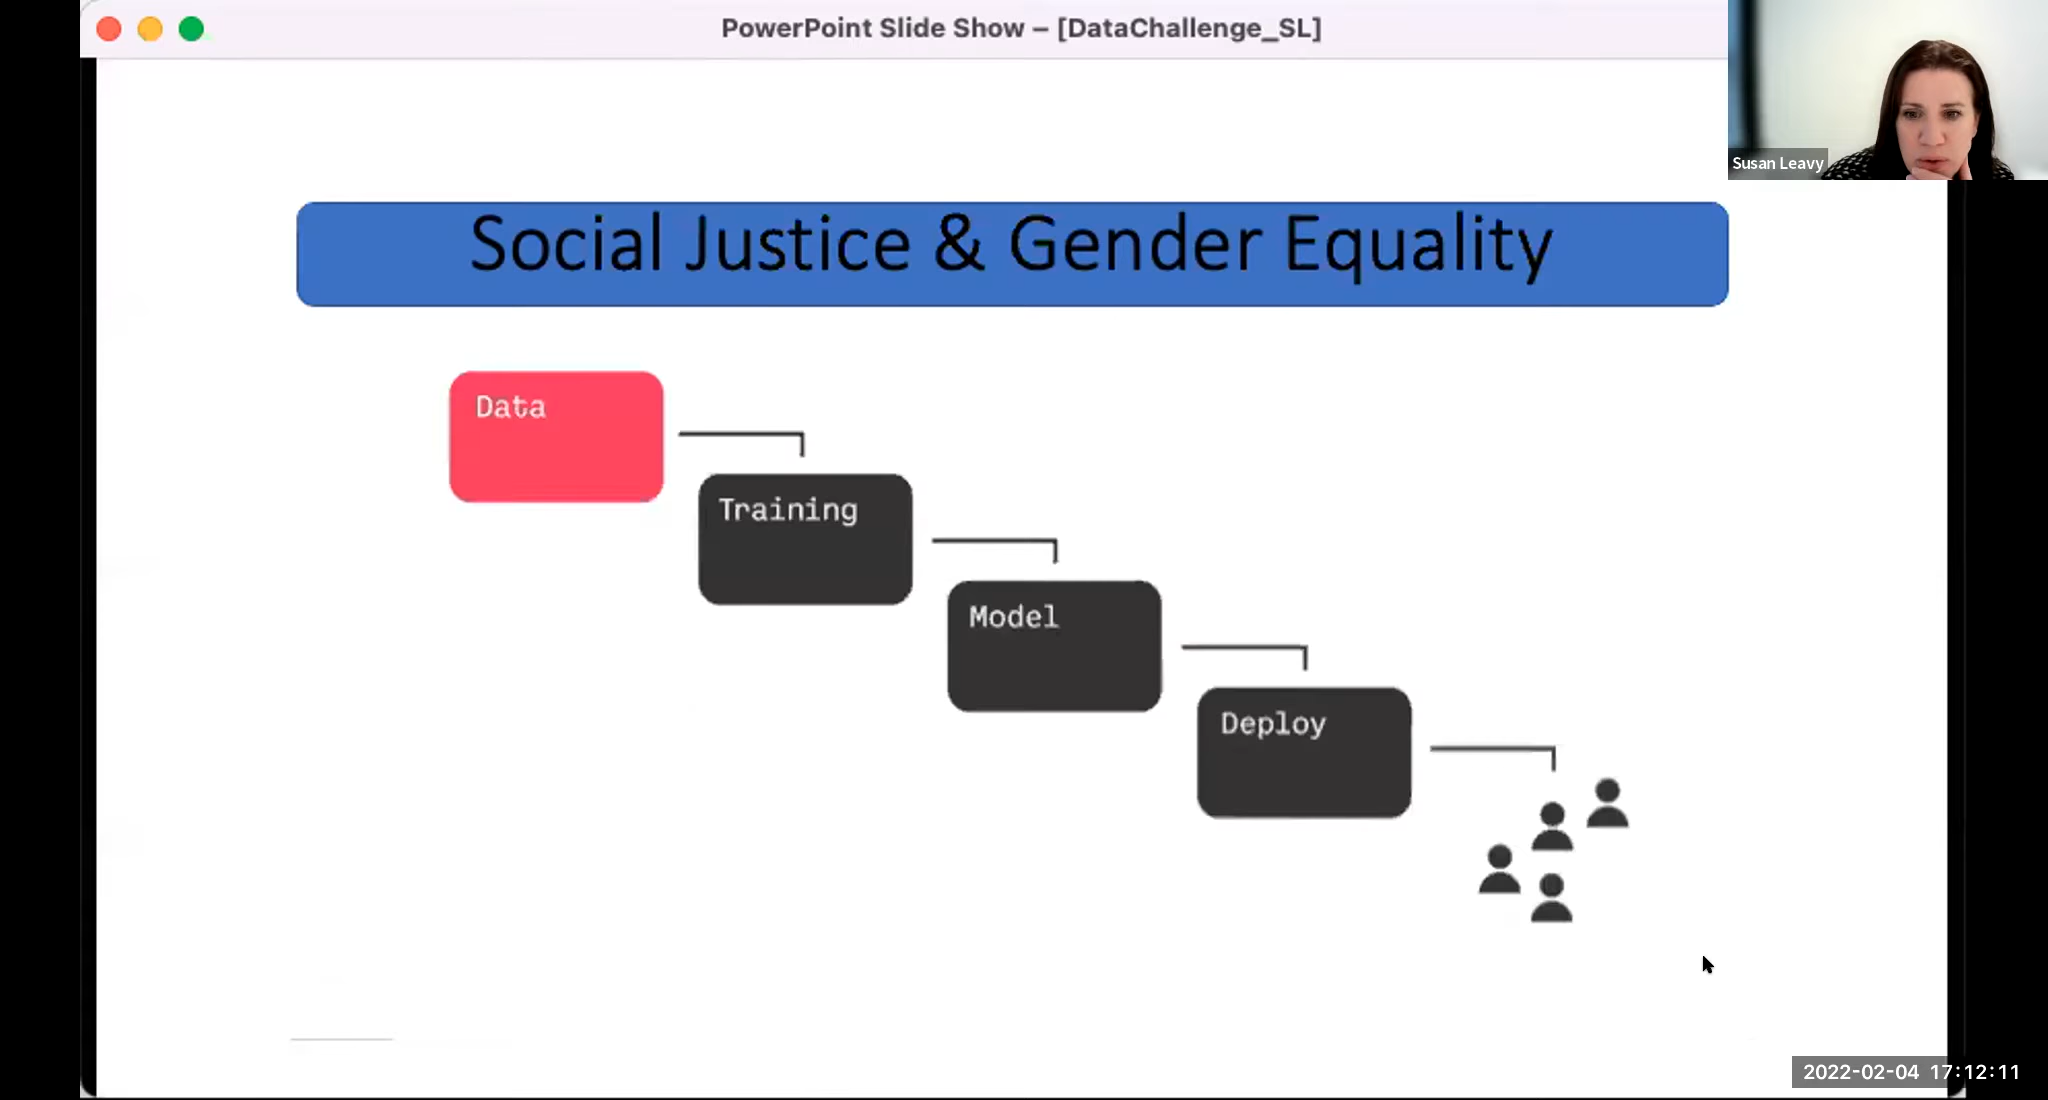 PowerPoint Slide Show – [DataChallenge_SL]
Susan Leavy
Social Justice & Gender Equality
Data
Training
Model
Deploy
2022-02-04 17:12:11